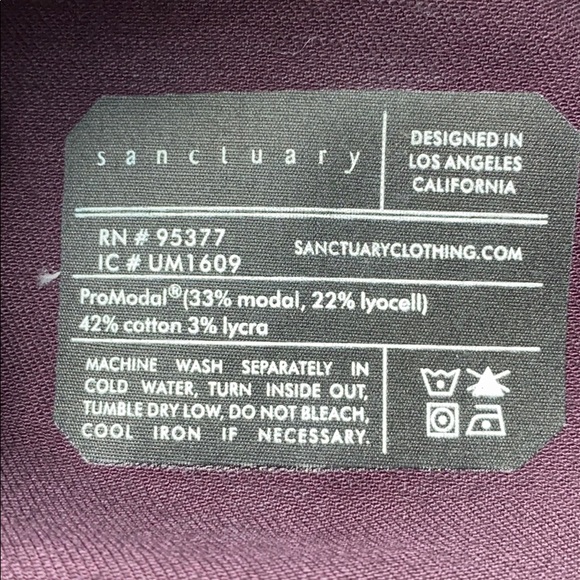 sanctuary
DESIGNED IN
LOS ANGELES
CALIFORNIA
RN # 95377
IC # UM1609
SANCTUARYCLOTHING.COM
ProModal®(33% modal, 22% lyocell)
42% cotton 3% lycra
MACHINE WASH SEPARATELY IN
COLD WATER, TURN INSIDE OUT,
TUMBLE DRY LOW, DO NOT BLEACH,
COOL IRON IF NECESSARY.